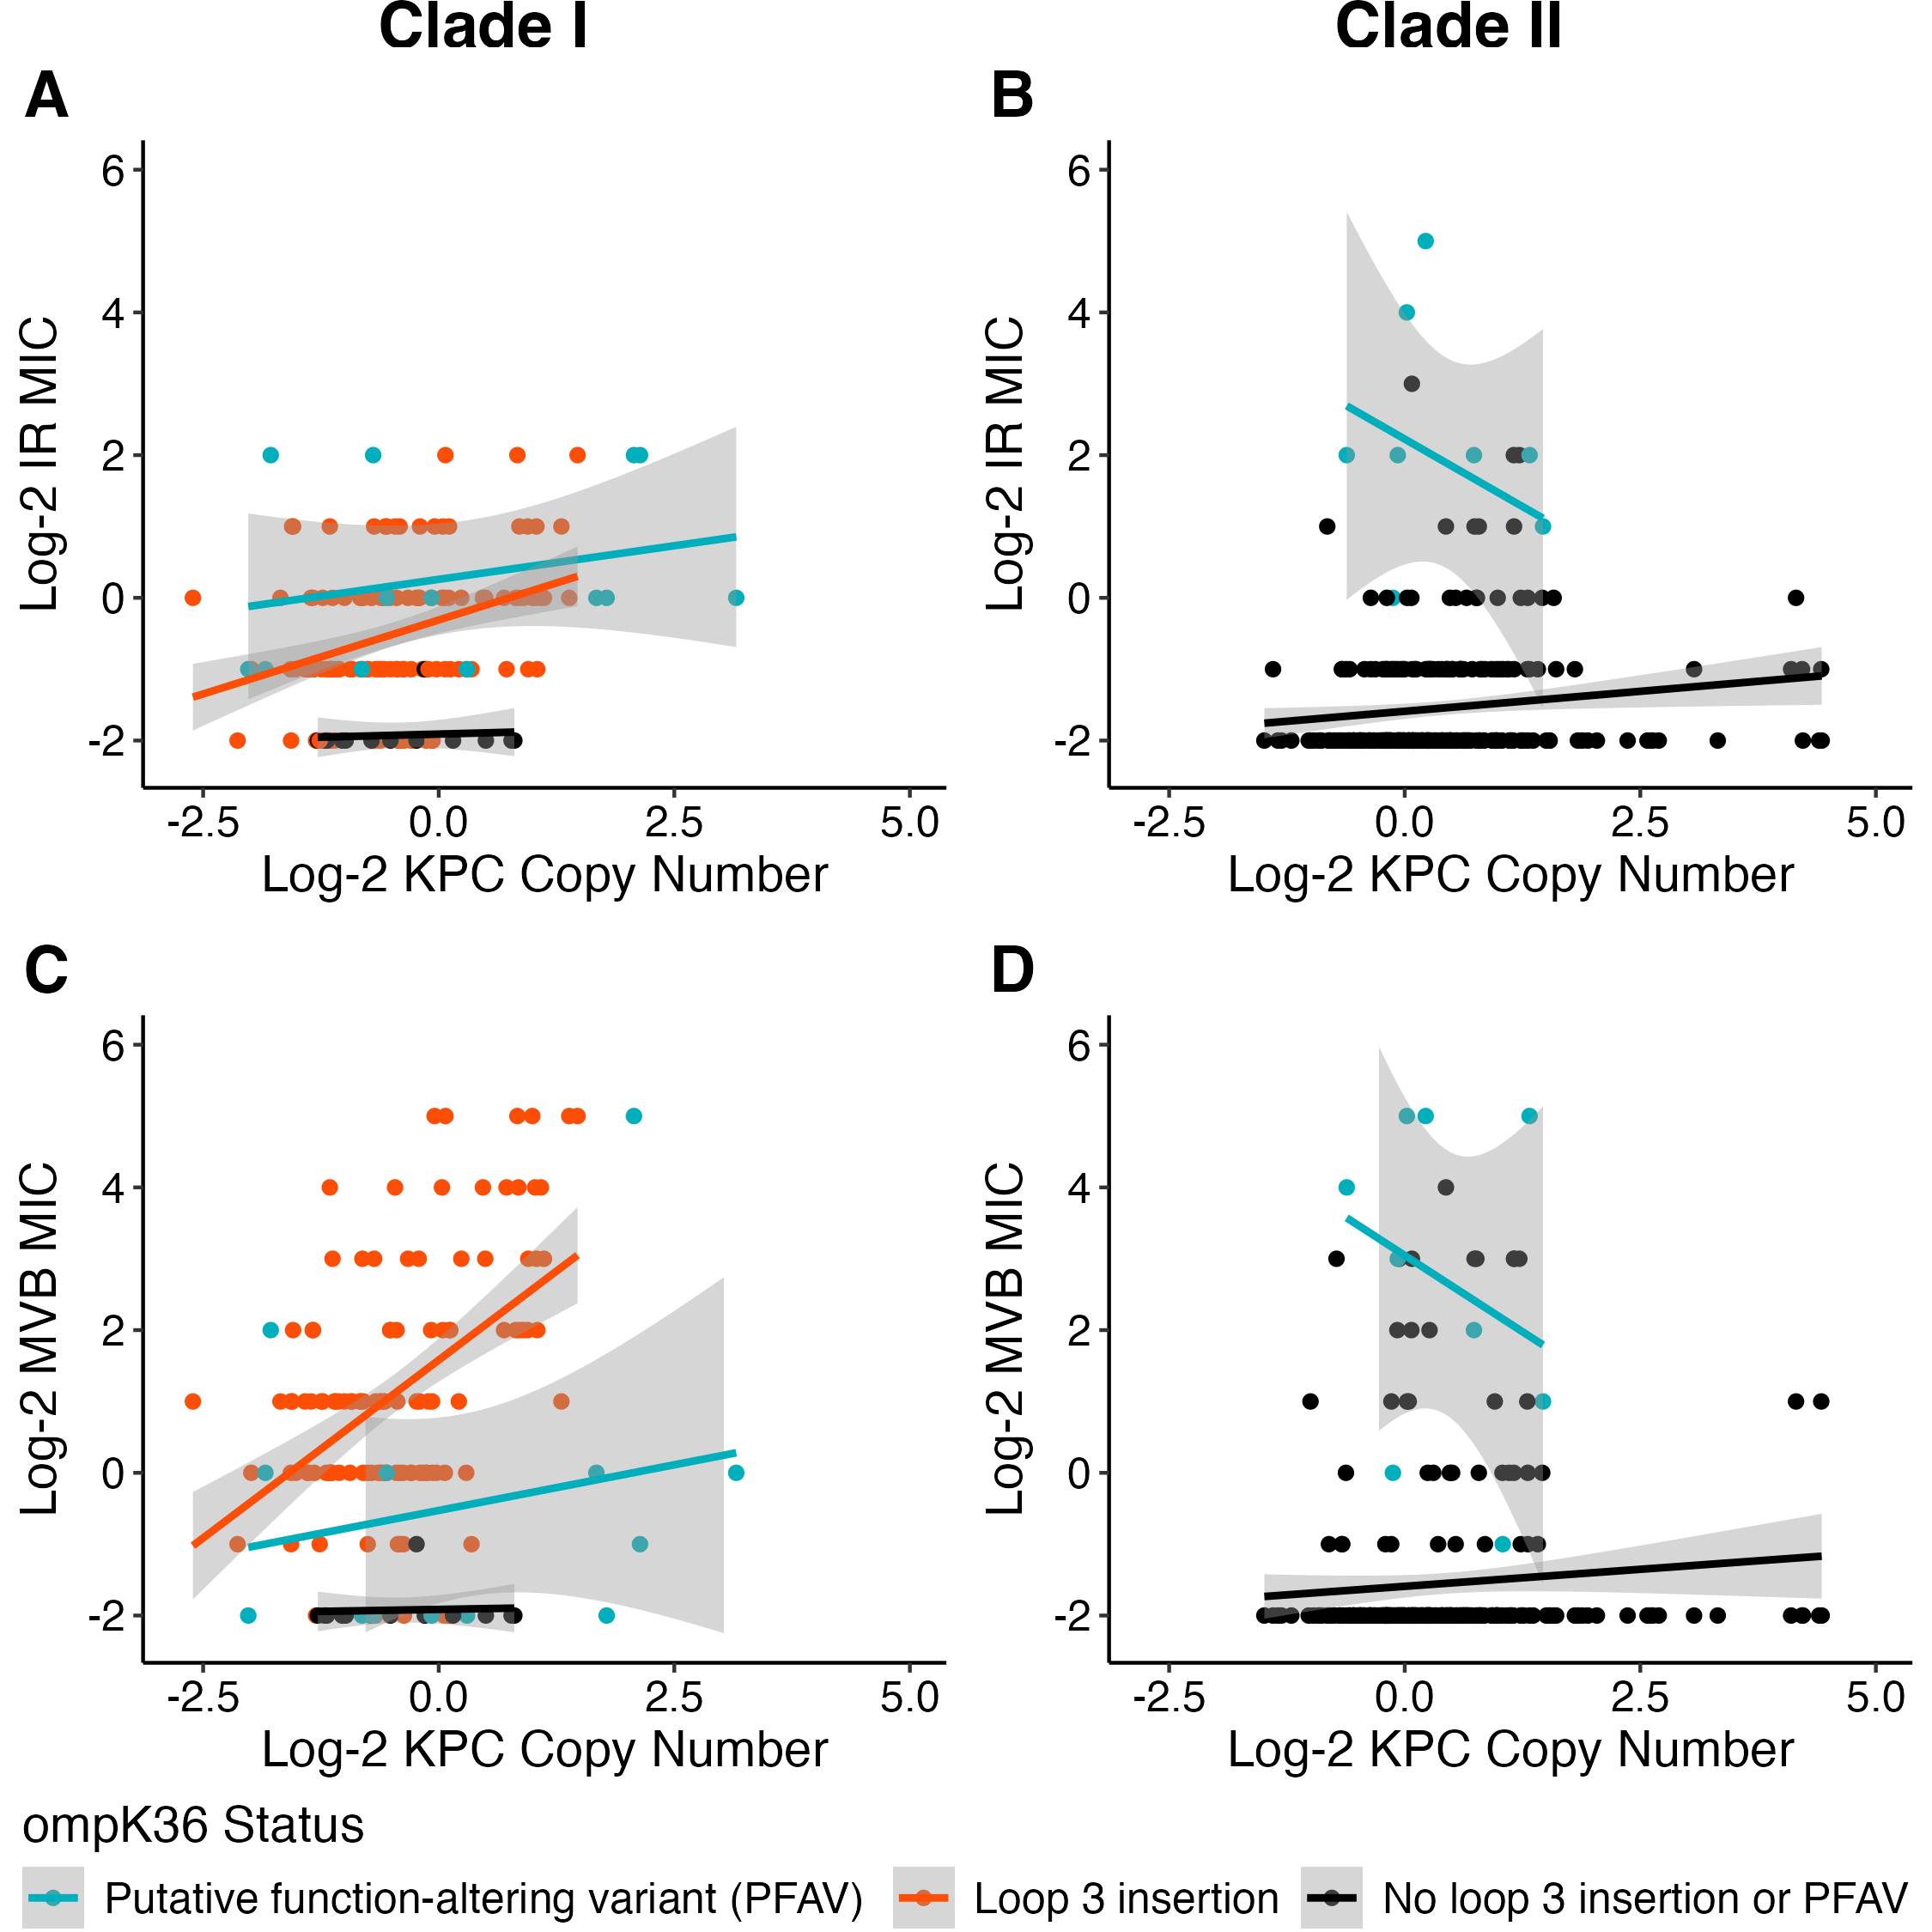 Clade I
Clade II
A
B
6
4
2
0
-2
Log-2 IR MIC
-2.5 0.0 2.5 5.0
Log-2 KPC Copy Number
6
4
2
0
-2
Log-2 IR MIC
-2.5 0.0 2.5 5.0
Log-2 KPC Copy Number
C
D
6
4
2
0
-2
Log-2 MVB MIC
-2.5 0.0 2.5 5.0
Log-2 KPC Copy Number
6
4
2
0
-2
Log-2 MVB MIC
-2.5 0.0 2.5 5.0
Log-2 KPC Copy Number
ompK36 Status
Putative function-altering variant (PFAV) Loop 3 insertion No loop 3 insertion or PFAV